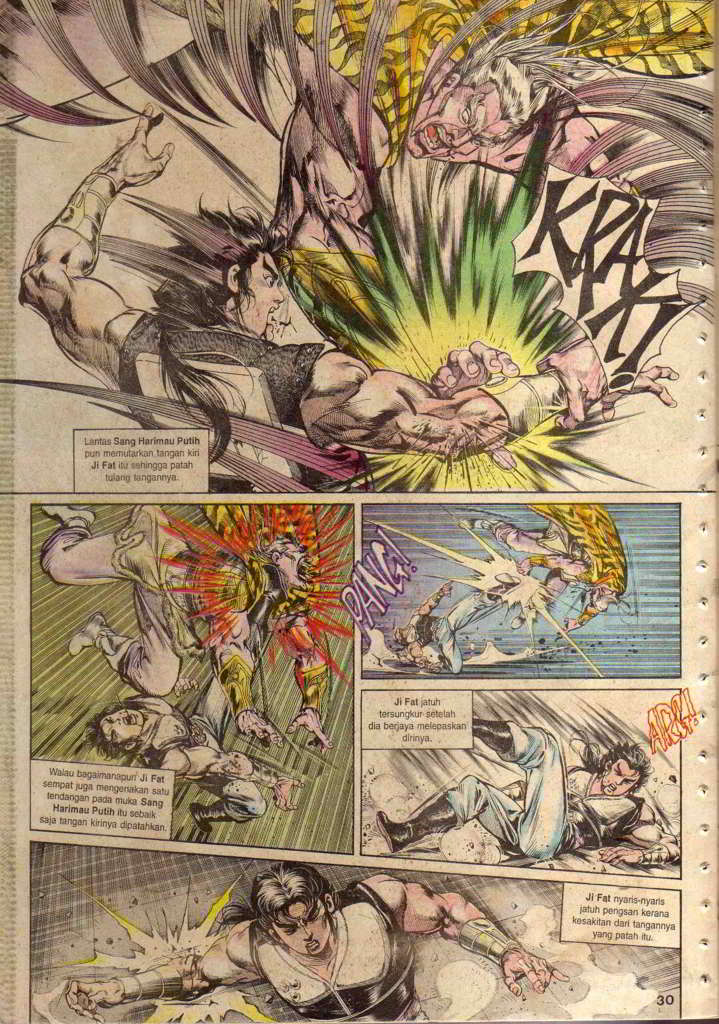 KPAK!
Lantas Sang Harimau Putih
pun memutarkan tangan kiri
Ji Fat itu sehingga patah
tulang tangannya.
PANG!
Walau bagaimanapun Ji Fat
sempat juga mengenakan satu
tendangan pada muka Sang
Harimau Putih itu sebaik
saja tangan kirinya dipatahkan.
Ji Fat jatuh
tersungkur setelah
dia berjaya melepaskan
dirinya.
Ji Fat nyaris-nyaris
jatuh pengsan kerana
kesakitan dari tangannya
yang patah itu.
30